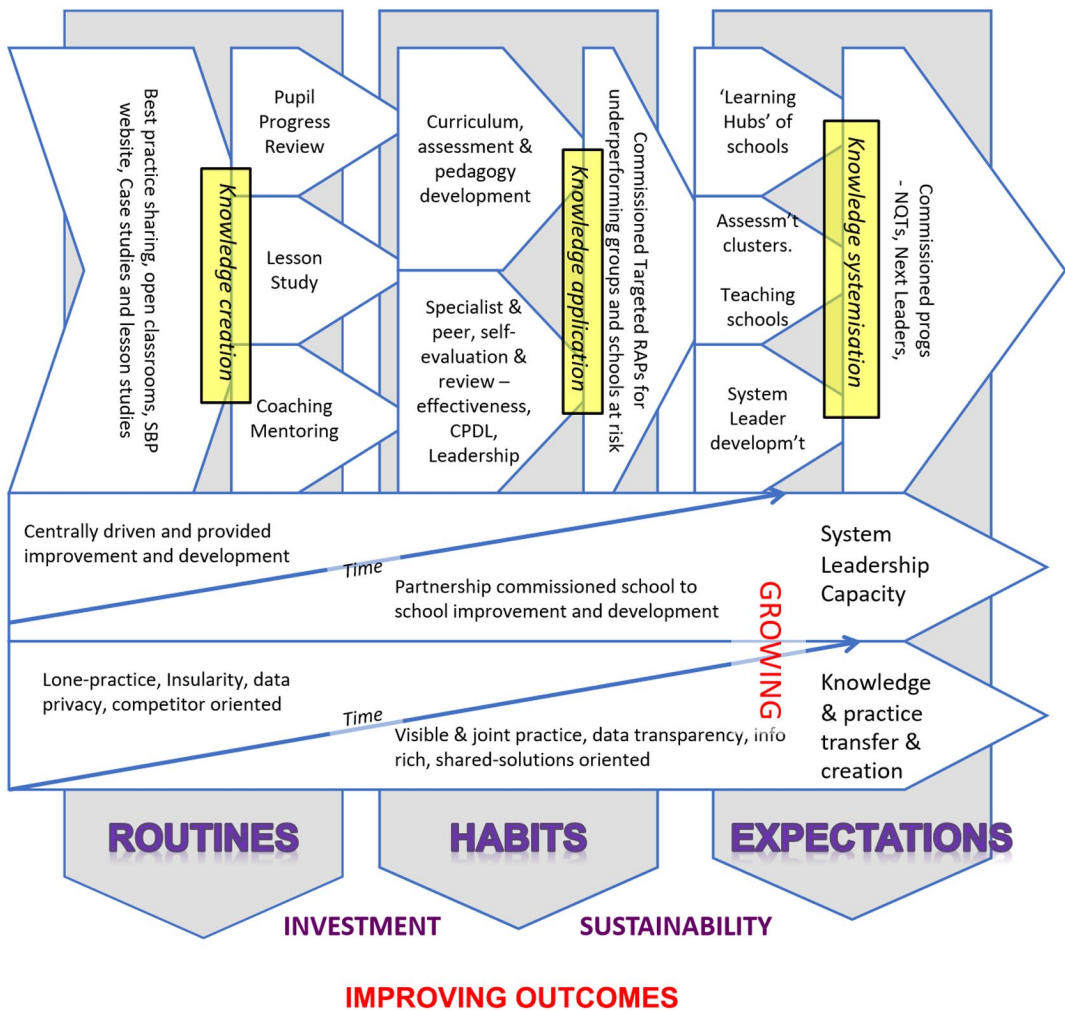 Best practice sharing, open classrooms, SBP
website, Case studies and lesson studies
Knowledge creation
Pupil
Progress
Review
Lesson
Study
Coaching
Mentoring
Curriculum,
assessment &
pedagogy
development
Specialist &
peer, self-
evaluation &
review –
effectiveness,
CPDL,
Leadership
Knowledge application
Commissioned Targeted RAPs for
underperforming groups and schools at risk
‘Learning
Hubs’ of
schools
Assessm’t
clusters.
Teaching
schools
System
Leader
developm’t
Knowledge systemisation
Commissioned progs
- NQTs, Next Leaders,
Centrally driven and provided
improvement and development
Time
Partnership commissioned school to
school improvement and development
System
Leadership
Capacity
GROWING
Lone-practice, Insularity, data
privacy, competitor oriented
Time
Visible & joint practice, data transparency, info
rich, shared-solutions oriented
Knowledge
& practice
transfer &
creation
ROUTINES
HABITS
EXPECTATIONS
INVESTMENT
SUSTAINABILITY
IMPROVING OUTCOMES